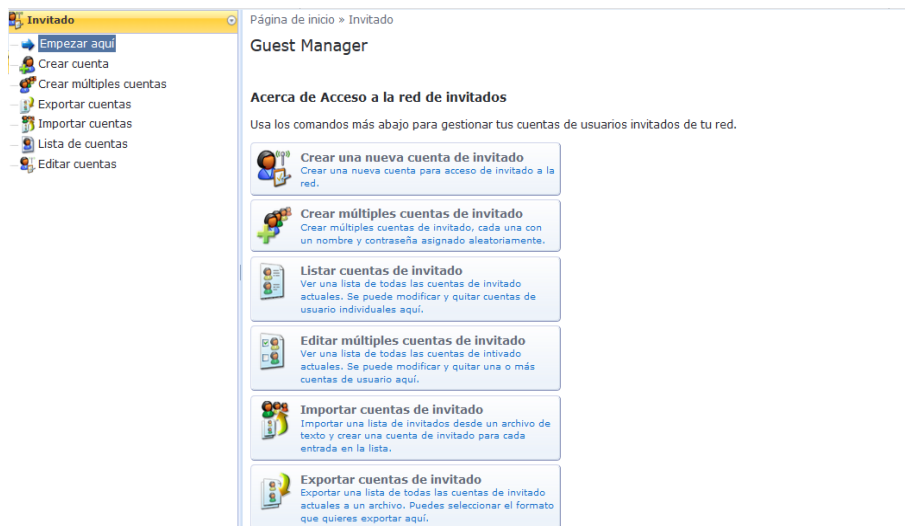 Invitado
Empezar aquí
Crear cuenta
Crear múltiples cuentas
Exportar cuentas
Importar cuentas
Lista de cuentas
Editar cuentas
Página de inicio » Invitado
Guest Manager
Acerca de Acceso a la red de invitados
Usa los comandos más abajo para gestionar tus cuentas de usuarios invitados de tu red.
Crear una nueva cuenta de invitado
Crear una nueva cuenta para acceso de invitado a la
red.
Crear múltiples cuentas de invitado
Crear múltiples cuentas de invitado, cada una con
un nombre y contraseña asignado aleatoriamente.
Listar cuentas de invitado
Ver una lista de todas las cuentas de invitado
actuales. Se puede modificar y quitar cuentas de
usuario individuales aquí.
Editar múltiples cuentas de invitado
Ver una lista de todas las cuentas de intivado
actuales. Se puede modificar y quitar una o más
cuentas de usuario aquí.
Importar cuentas de invitado
Importar una lista de invitados desde un archivo de
texto y crear una cuenta de invitado para cada
entrada en la lista.
Exportar cuentas de invitado
Exportar una lista de todas las cuentas de invitado
actuales a un archivo. Puedes seleccionar el formato
que quieres exportar aquí.